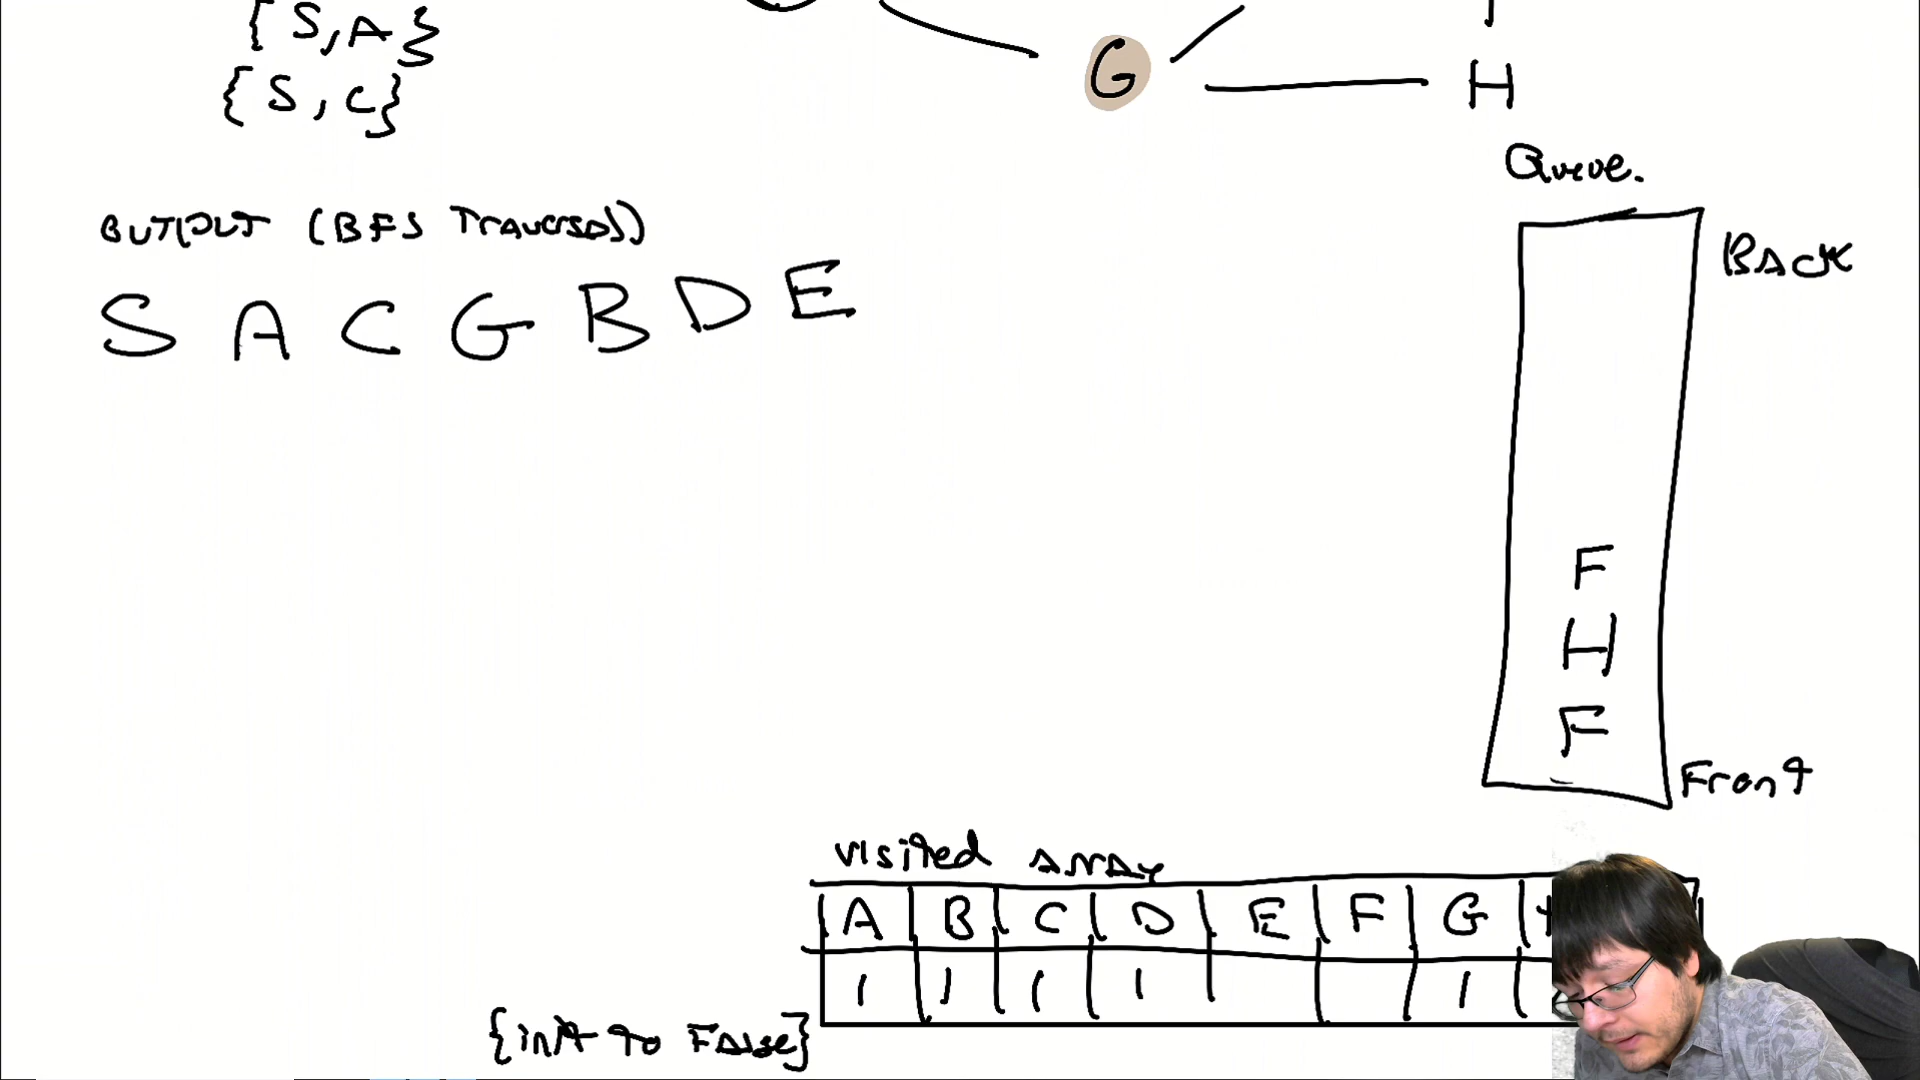 {S,A}
{S,C}
G
H
Queue.
OUTPUT (BFS Traversal)
Back
S A C G B D E
F
H
F
Front
visited array
A B C D E F G
1 1 1 1 1
{init to False}